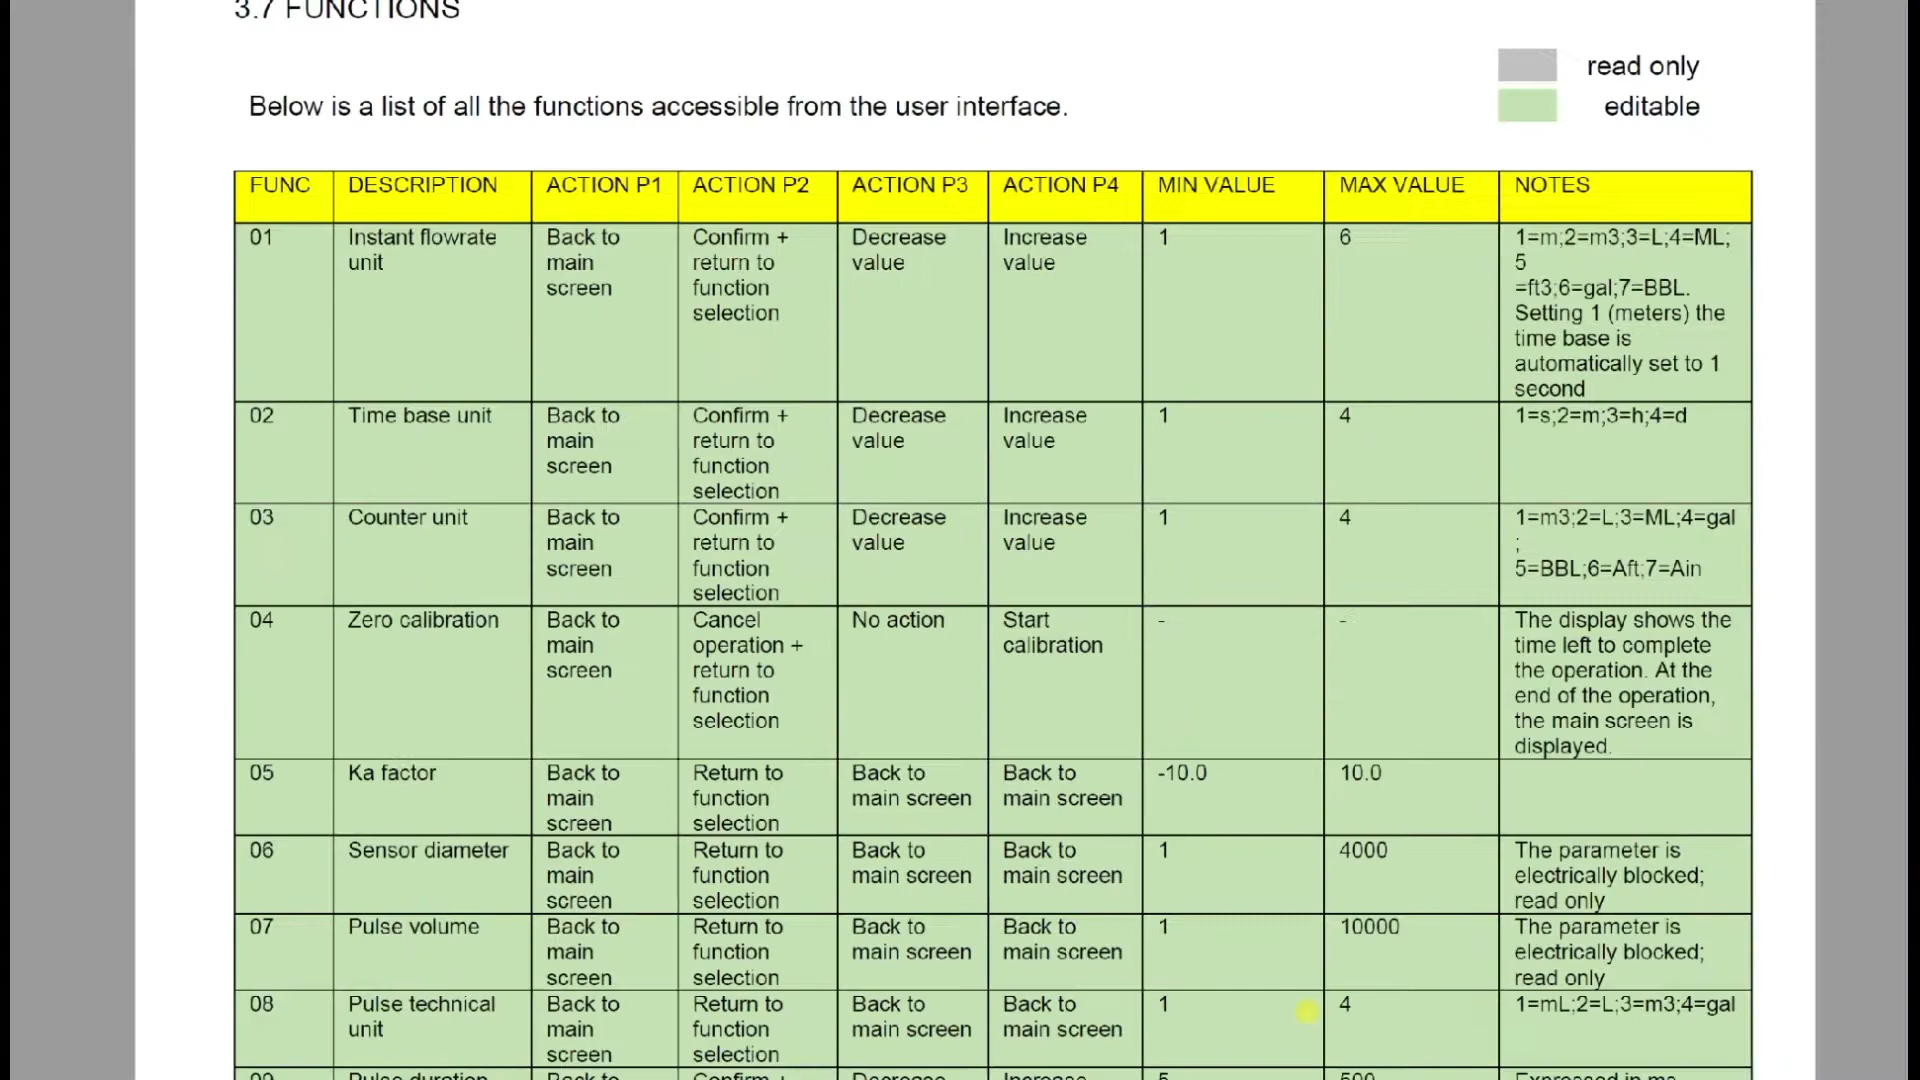 3.7 FUNCTIONS
read only
Below is a list of all the functions accessible from the user interface.
editable
FUNC DESCRIPTION ACTION P1 ACTION P2 ACTION P3 ACTION P4 MIN VALUE MAX VALUE NOTES
01 Instant flowrate Back to Confirm + Decrease Increase 1 6 1=m;2=m3;3=L;4=ML;
unit main return to value value 5
screen function =ft3;6=gal;7=BBL.
selection Setting 1 (meters) the
time base is
automatically set to 1
second
02 Time base unit Back to Confirm + Decrease Increase 1 4 1=s;2=m;3=h;4=d
main return to value value
screen function
selection
03 Counter unit Back to Confirm + Decrease Increase 1 4 1=m3;2=L;3=ML;4=gal
main return to value value ;
screen function 5=BBL;6=Aft;7=Ain
selection
04 Zero calibration Back to Cancel No action Start - - The display shows the
main operation + calibration time left to complete
screen return to the operation. At the
function end of the operation,
selection the main screen is
displayed.
05 Ka factor Back to Return to Back to Back to -10.0 10.0
main function main screen main screen
screen selection
06 Sensor diameter Back to Return to Back to Back to 1 4000 The parameter is
main function main screen main screen electrically blocked;
screen selection read only
07 Pulse volume Back to Return to Back to Back to 1 10000 The parameter is
main function main screen main screen electrically blocked;
screen selection read only
08 Pulse technical Back to Return to Back to Back to 1 4 1=mL;2=L;3=m3;4=gal
unit main function main screen main screen
screen selection
09 Pulse duration Back to Confirm + Decrease Increase 5 500 Expressed in ms